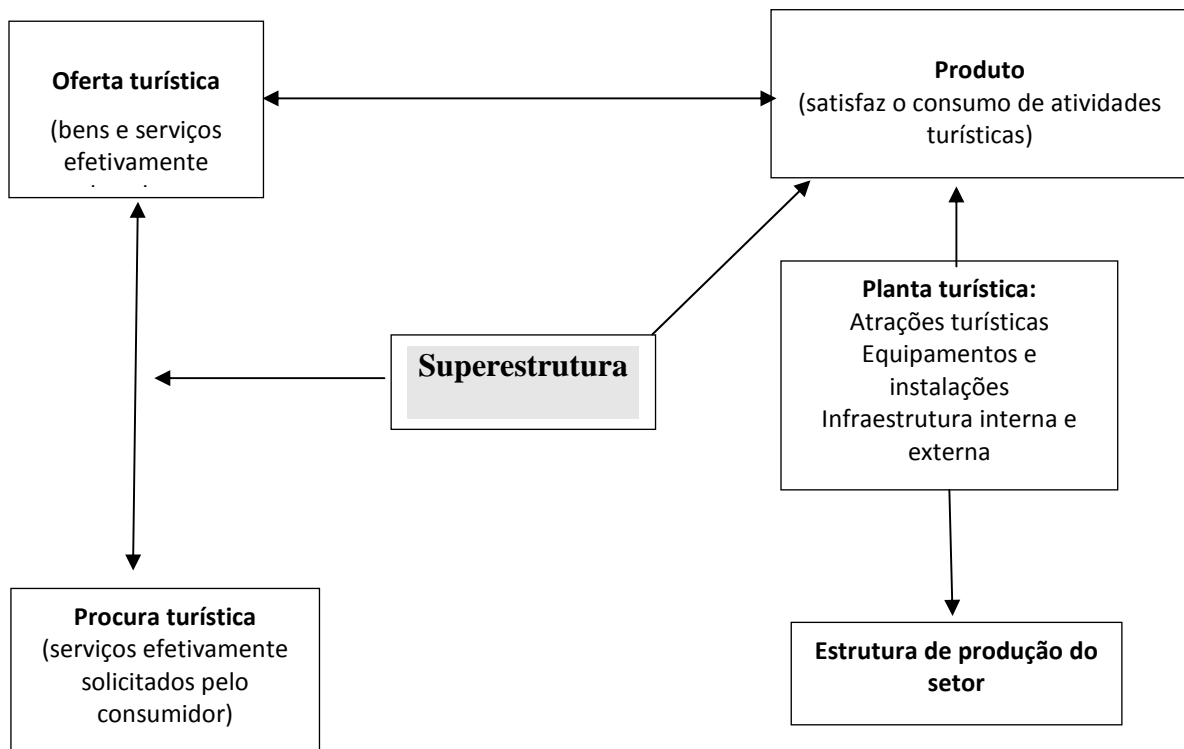 Oferta turística
(bens e serviços
efetivamente
Produto
(satisfaz o consumo de atividades
turísticas)
Superestrutura
Planta turística:
Atrações turísticas
Equipamentos e
instalações
Infraestrutura interna e
externa
Procura turística
(serviços efetivamente
solicitados pelo
consumidor)
Estrutura de produção do
setor